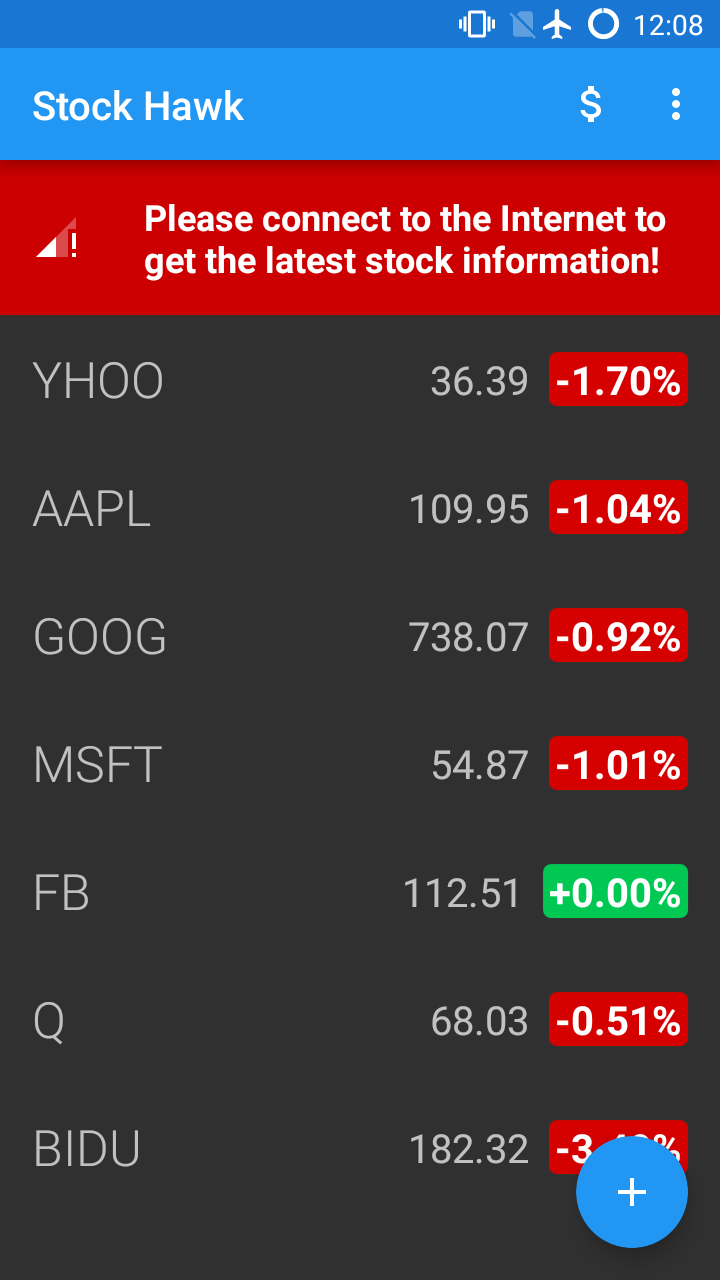 12:08
Stock Hawk $
Please connect to the Internet to
get the latest stock information!
YHOO 36.39 -1.70%
AAPL 109.95 -1.04%
GOOG 738.07 -0.92%
MSFT 54.87 -1.01%
FB 112.51 +0.00%
Q 68.03 -0.51%
BIDU 182.32
+